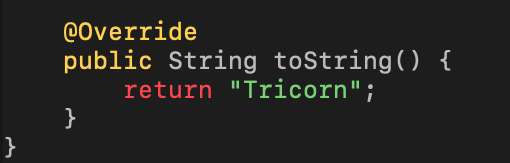 @Override
    public String toString() {
        return "Tricorn";
    }
}